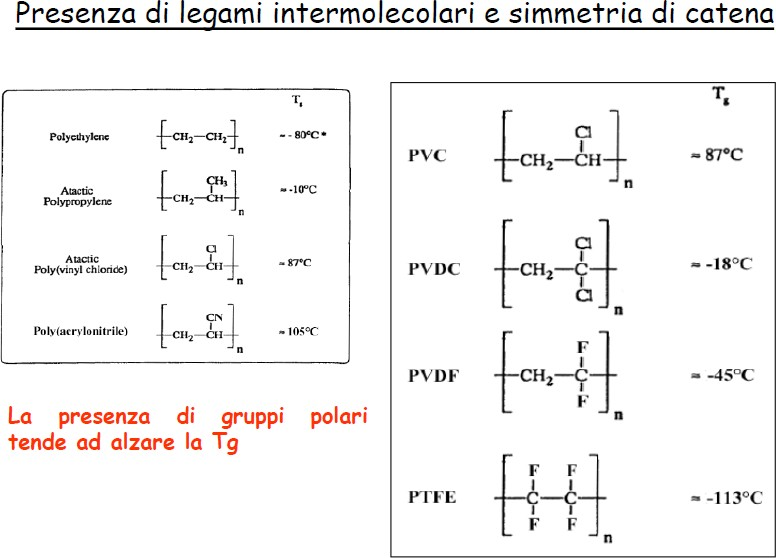 Presenza di legami intermolecolari e simmetria di catena
Tg
Polyethylene [CH2—CH2]n ≈ - 80°C*
Atactic
Polypropylene
CH3
[CH2—CH]n ≈ -10°C
Atactic
Poly(vinyl chloride)
Cl
[CH2—CH]n ≈ 87°C
Poly(acrylonitrile)
CN
[CH2—CH]n ≈ 105°C
La presenza di gruppi polari
tende ad alzare la Tg
Tg
Cl
PVC [CH2—CH]n ≈ 87°C
Cl
PVDC [CH2—C]n ≈ -18°C
Cl
F
PVDF [CH2—C]n ≈ -45°C
F
F F
PTFE [C—C]n ≈ -113°C
F F